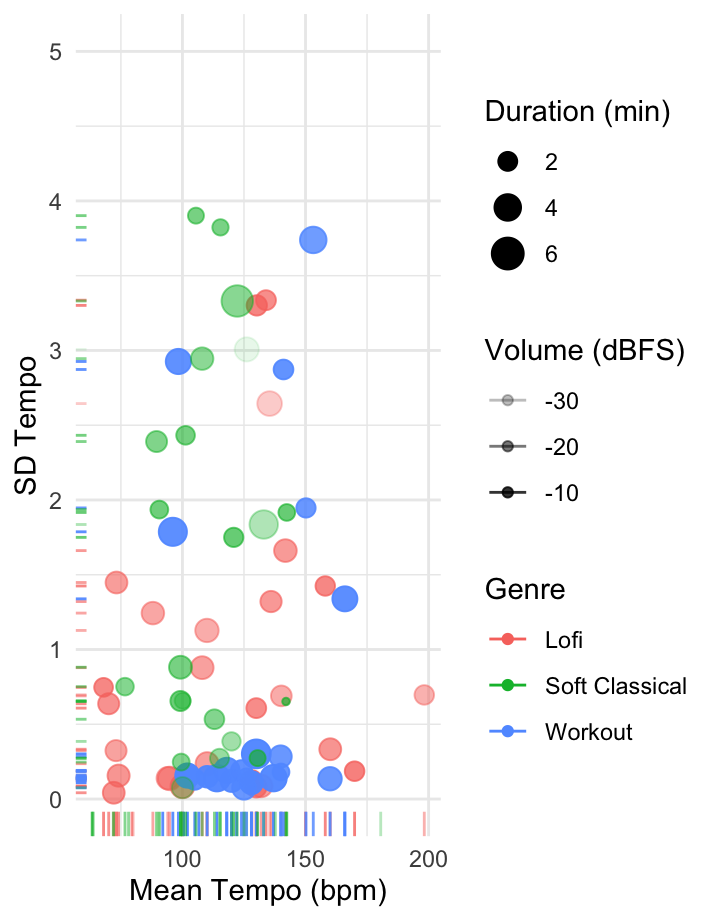 5
4
3
2
1
0
SD Tempo
100
150
200
Mean Tempo (bpm)
Duration (min)
2
4
6
Volume (dBFS)
-30
-20
-10
Genre
Lofi
Soft Classical
Workout